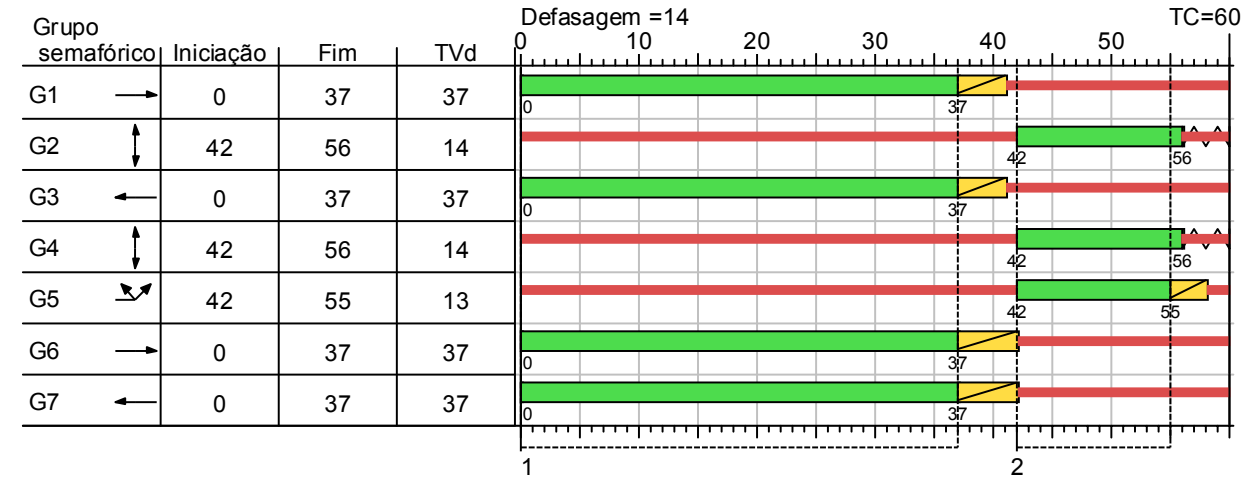 Defasagem =14 TC=60
Grupo
semafórico Iniciação Fim TVd 0 10 20 30 40 50
G1 0 37 37
0 37
G2 42 56 14
42 56
G3 0 37 37
0 37
G4 42 56 14
42 56
G5 42 55 13
42 55
G6 0 37 37
0 37
G7 0 37 37
0 37
1 2